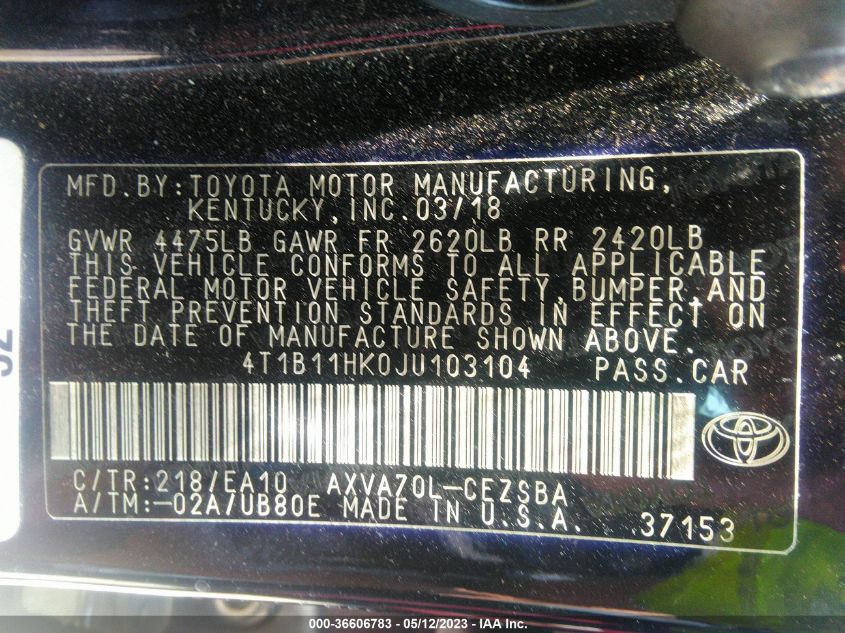 MFD.BY:TOYOTA MOTOR MANUFACTURING,
KENTUCKY,INC.03/18
GVWR 4475LB GAWR FR 2620LB RR 2420LB
THIS VEHICLE CONFORMS TO ALL APPLICABLE
FEDERAL MOTOR VEHICLE SAFETY,BUMPER,AND
THEFT PREVENTION STANDARDS IN EFFECT ON
THE DATE OF MANUFACTURE SHOWN ABOVE.
4T1B11HK0JU103104 PASS.CAR
C/TR:218/EA10 AXVA70L-CEZSBA
A/TM:-02A/UB80E MADE IN U.S.A. 37153
000-36606783 - 05/12/2023 - IAA Inc.